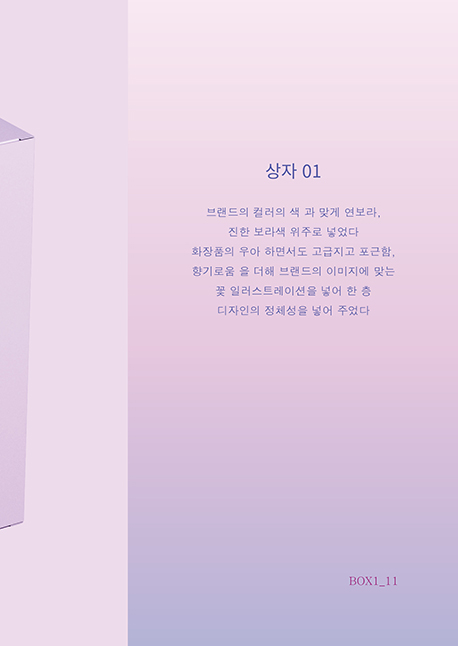 상자 01
브랜드의 컬러의 색 과 맞게 연보라,
진한 보라색 위주로 넣었다
화장품의 우아 하면서도 고급지고 포근함,
향기로움 을 더해 브랜드의 이미지에 맞는
꽃 일러스트레이션을 넣어 한 층
디자인의 정체성을 넣어 주었다
BOX1_11